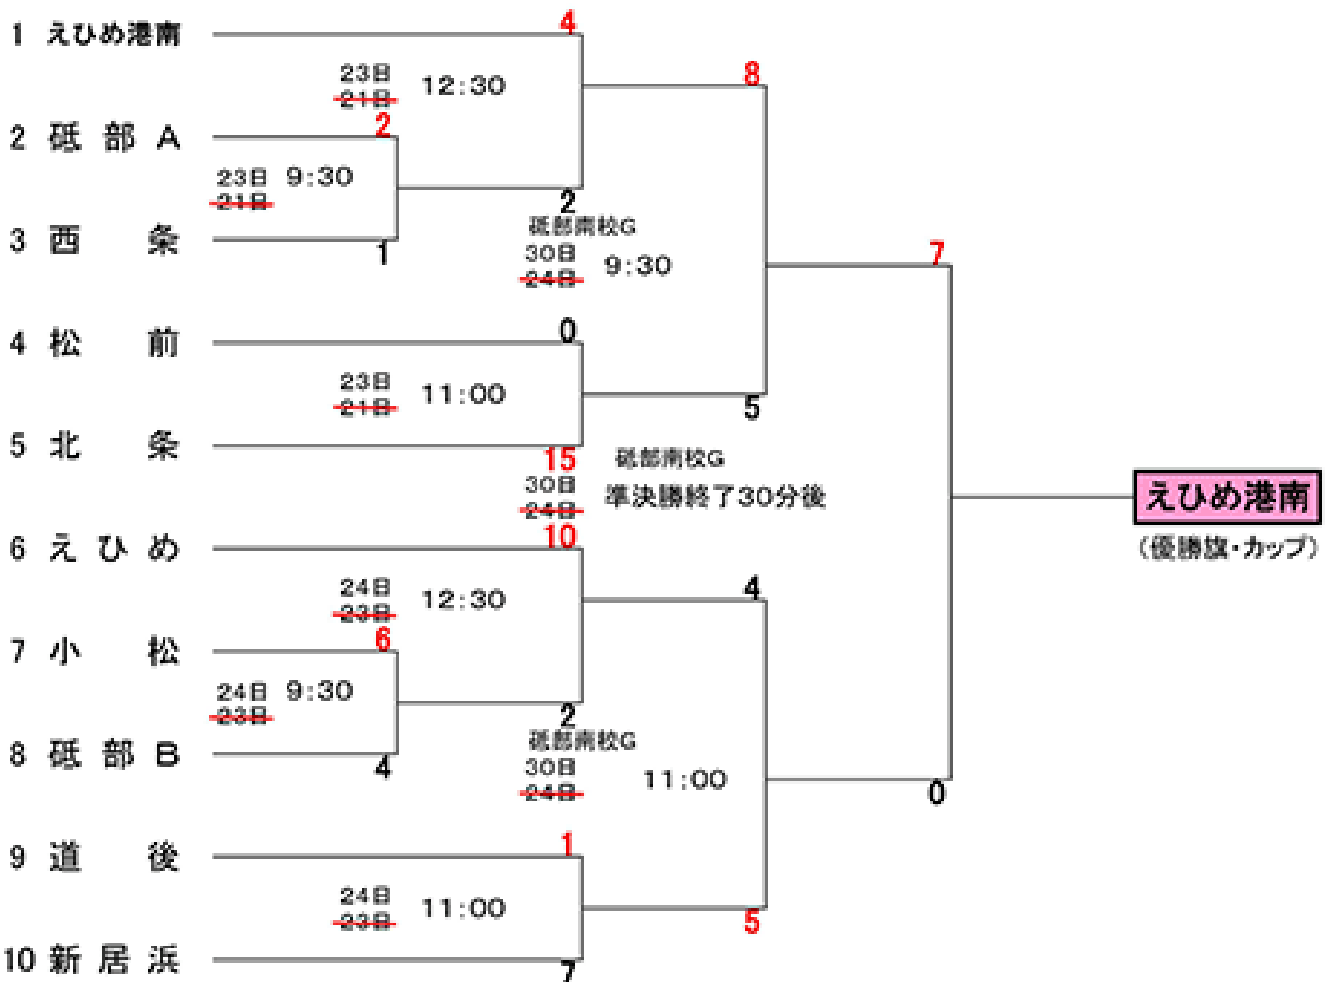 4
1 えひめ港南
8
23日
12:30
21日
2
2 砥部A
23日 9:30
21日
2
砥部南校G
3 西条
1
30日
9:30
24日
7
0
4 松前
23日
11:00
21日
5
5 北条
15
砥部南校G
30日
準決勝終了30分後
24日
えひめ港南
(優勝旗・カップ)
10
6 えひめ
4
24日
12:30
23日
6
7 小松
24日 9:30
23日
2
砥部南校G
8 砥部B
4
30日
11:00
24日
0
1
9 道後
24日
11:00
23日
5
10 新居浜
7